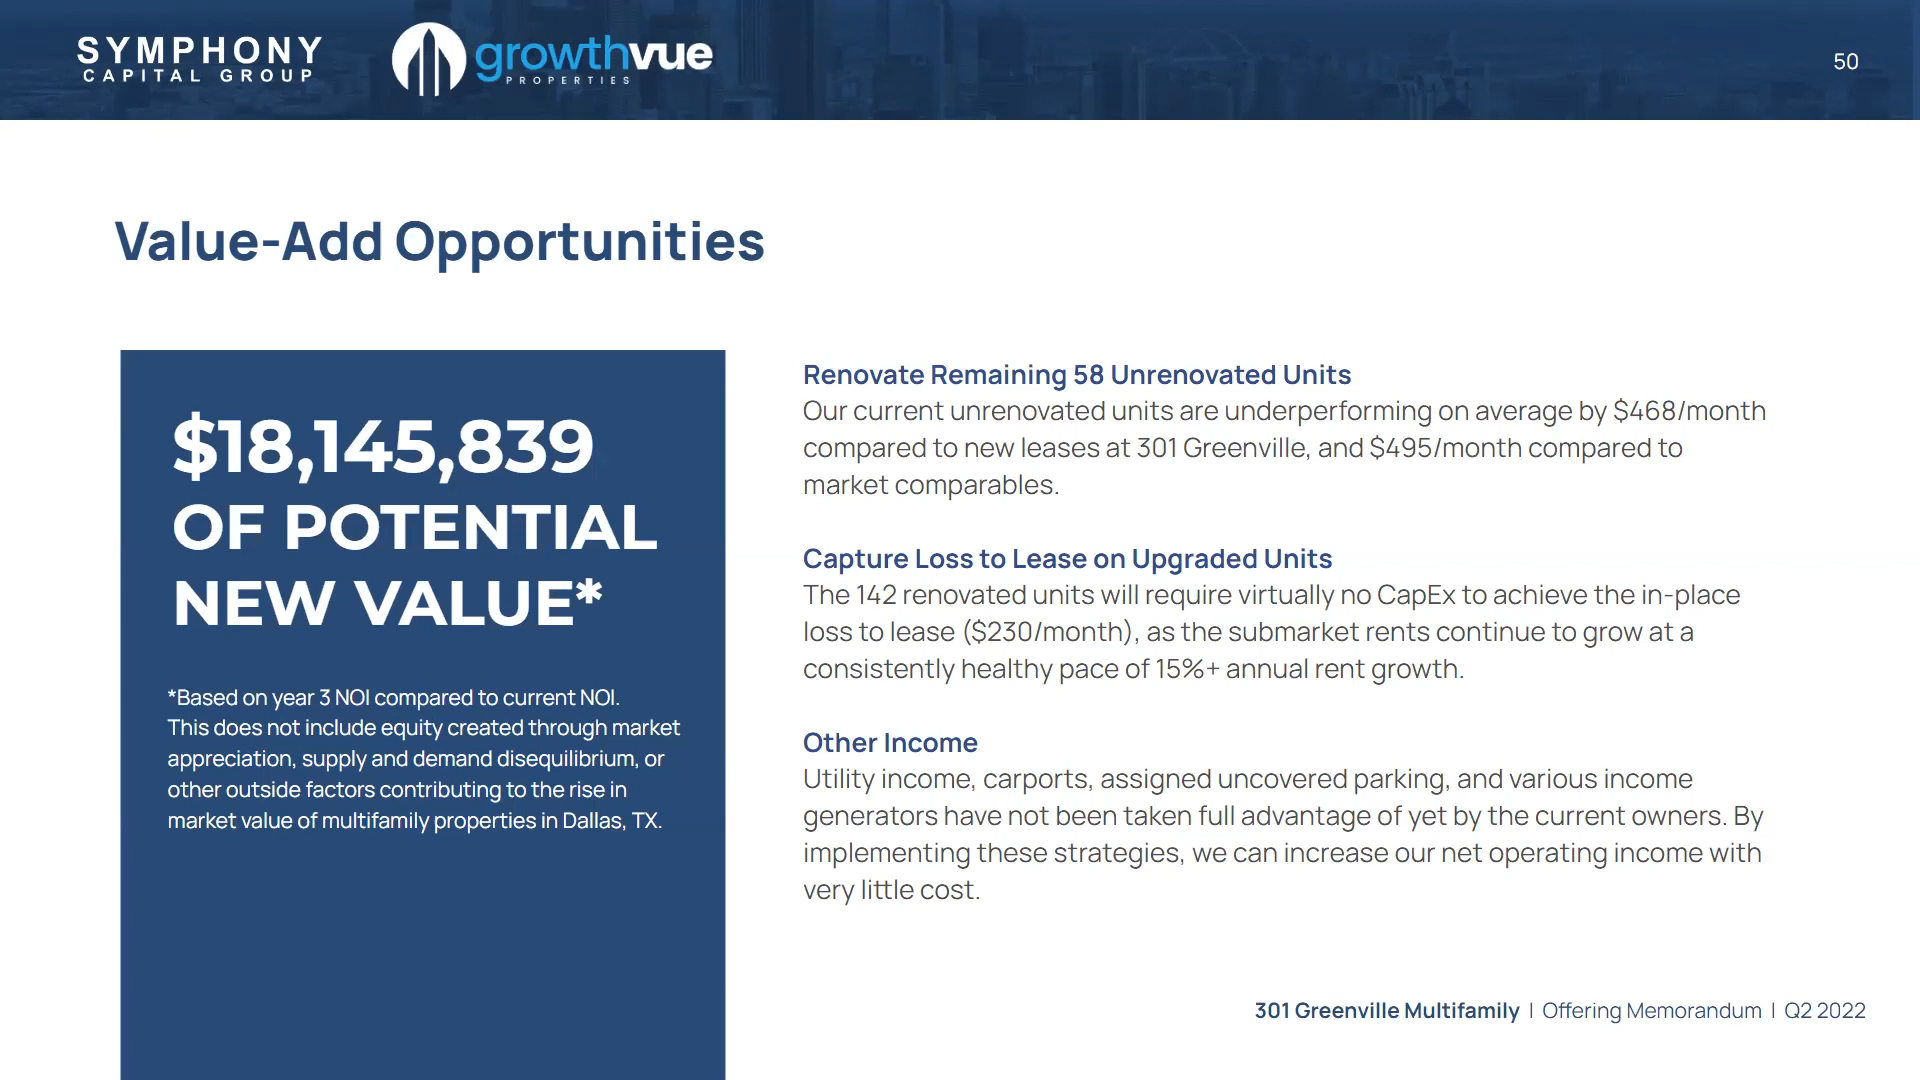 SYMPHONY
CAPITAL GROUP
growthvue
PROPERTIES
50
Value-Add Opportunities
$18,145,839
OF POTENTIAL
NEW VALUE*
*Based on year 3 NOI compared to current NOI.
This does not include equity created through market
appreciation, supply and demand disequilibrium, or
other outside factors contributing to the rise in
market value of multifamily properties in Dallas, TX.
Renovate Remaining 58 Unrenovated Units
Our current unrenovated units are underperforming on average by $468/month
compared to new leases at 301 Greenville, and $495/month compared to
market comparables.
Capture Loss to Lease on Upgraded Units
The 142 renovated units will require virtually no CapEx to achieve the in-place
loss to lease ($230/month), as the submarket rents continue to grow at a
consistently healthy pace of 15%+ annual rent growth.
Other Income
Utility income, carports, assigned uncovered parking, and various income
generators have not been taken full advantage of yet by the current owners. By
implementing these strategies, we can increase our net operating income with
very little cost.
301 Greenville Multifamily | Offering Memorandum | Q2 2022